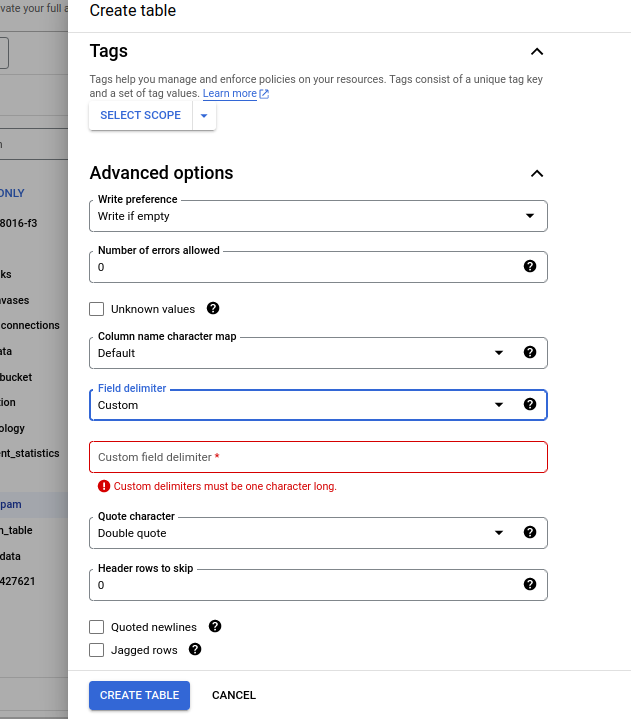 vate your full a
Create table
Tags
Tags help you manage and enforce policies on your resources. Tags consist of a unique tag key
and a set of tag values. Learn more
SELECT SCOPE
n
Advanced options
ONLY
Write preference
Write if empty
8016-f3
Number of errors allowed
0
ks
vases
Unknown values
connections
Column name character map
Default
ata
bucket
Field delimiter
Custom
ion
ology
ent_statistics
Custom field delimiter *
Custom delimiters must be one character long.
pam
Quote character
Double quote
n_table
data
Header rows to skip
0
427621
Quoted newlines
Jagged rows
CREATE TABLE
CANCEL